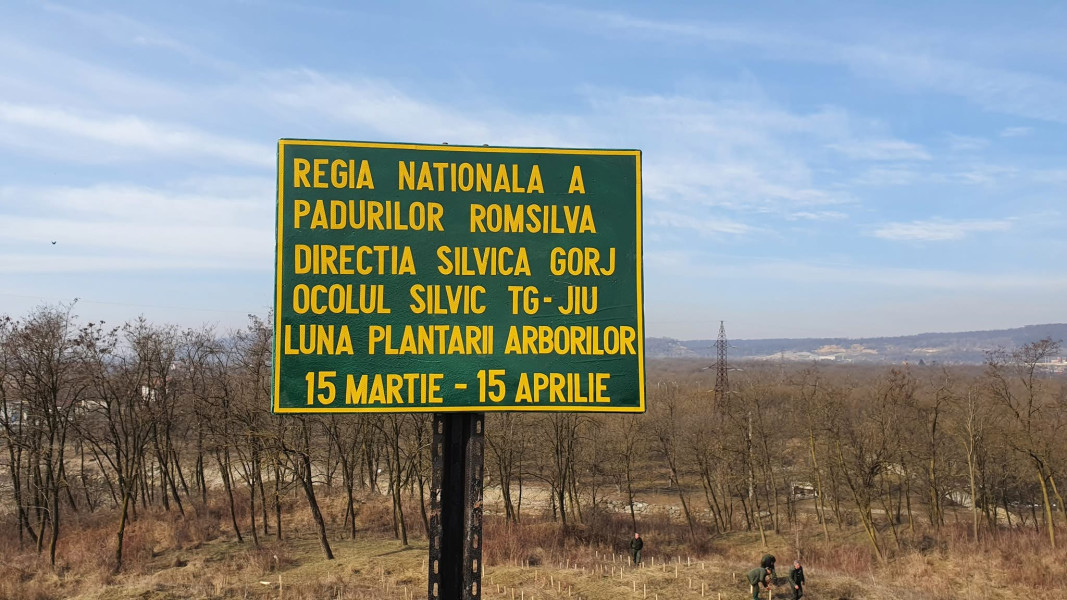 REGIA NATIONALA A
PADURILOR ROMSILVA
DIRECTIA SILVICA GORJ
OCOLUL SILVIC TG-JIU
LUNA PLANTARII ARBORILOR
15 MARTIE - 15 APRILIE